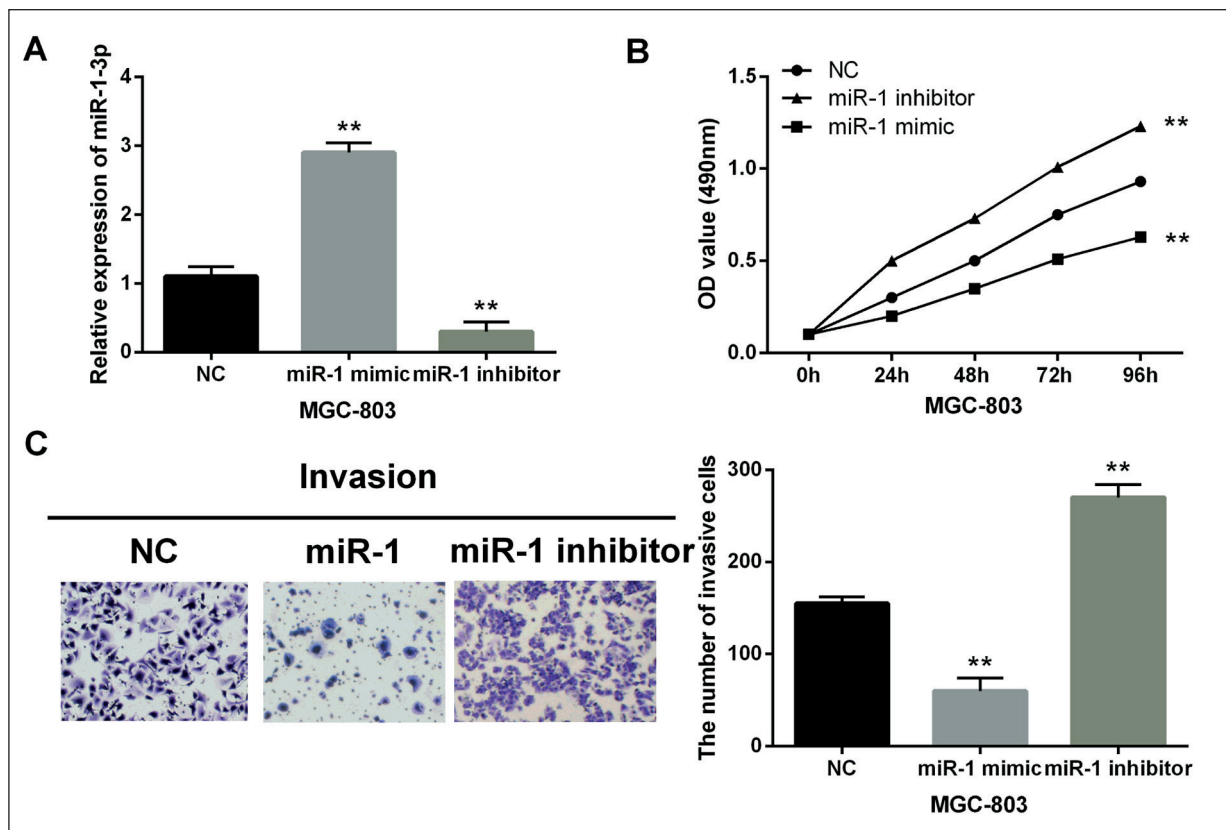 A
Relative expression of miR-1-3p
4
3
2
1
0
**
**
NC miR-1 mimic miR-1 inhibitor
MGC-803
B
NC
miR-1 inhibitor
miR-1 mimic
OD value (490nm)
1.5
1.0
0.5
0.0
**
**
0h 24h 48h 72h 96h
MGC-803
C
Invasion
NC miR-1 miR-1 inhibitor
The number of invasive cells
300
200
100
0
**
**
NC miR-1 mimic miR-1 inhibitor
MGC-803